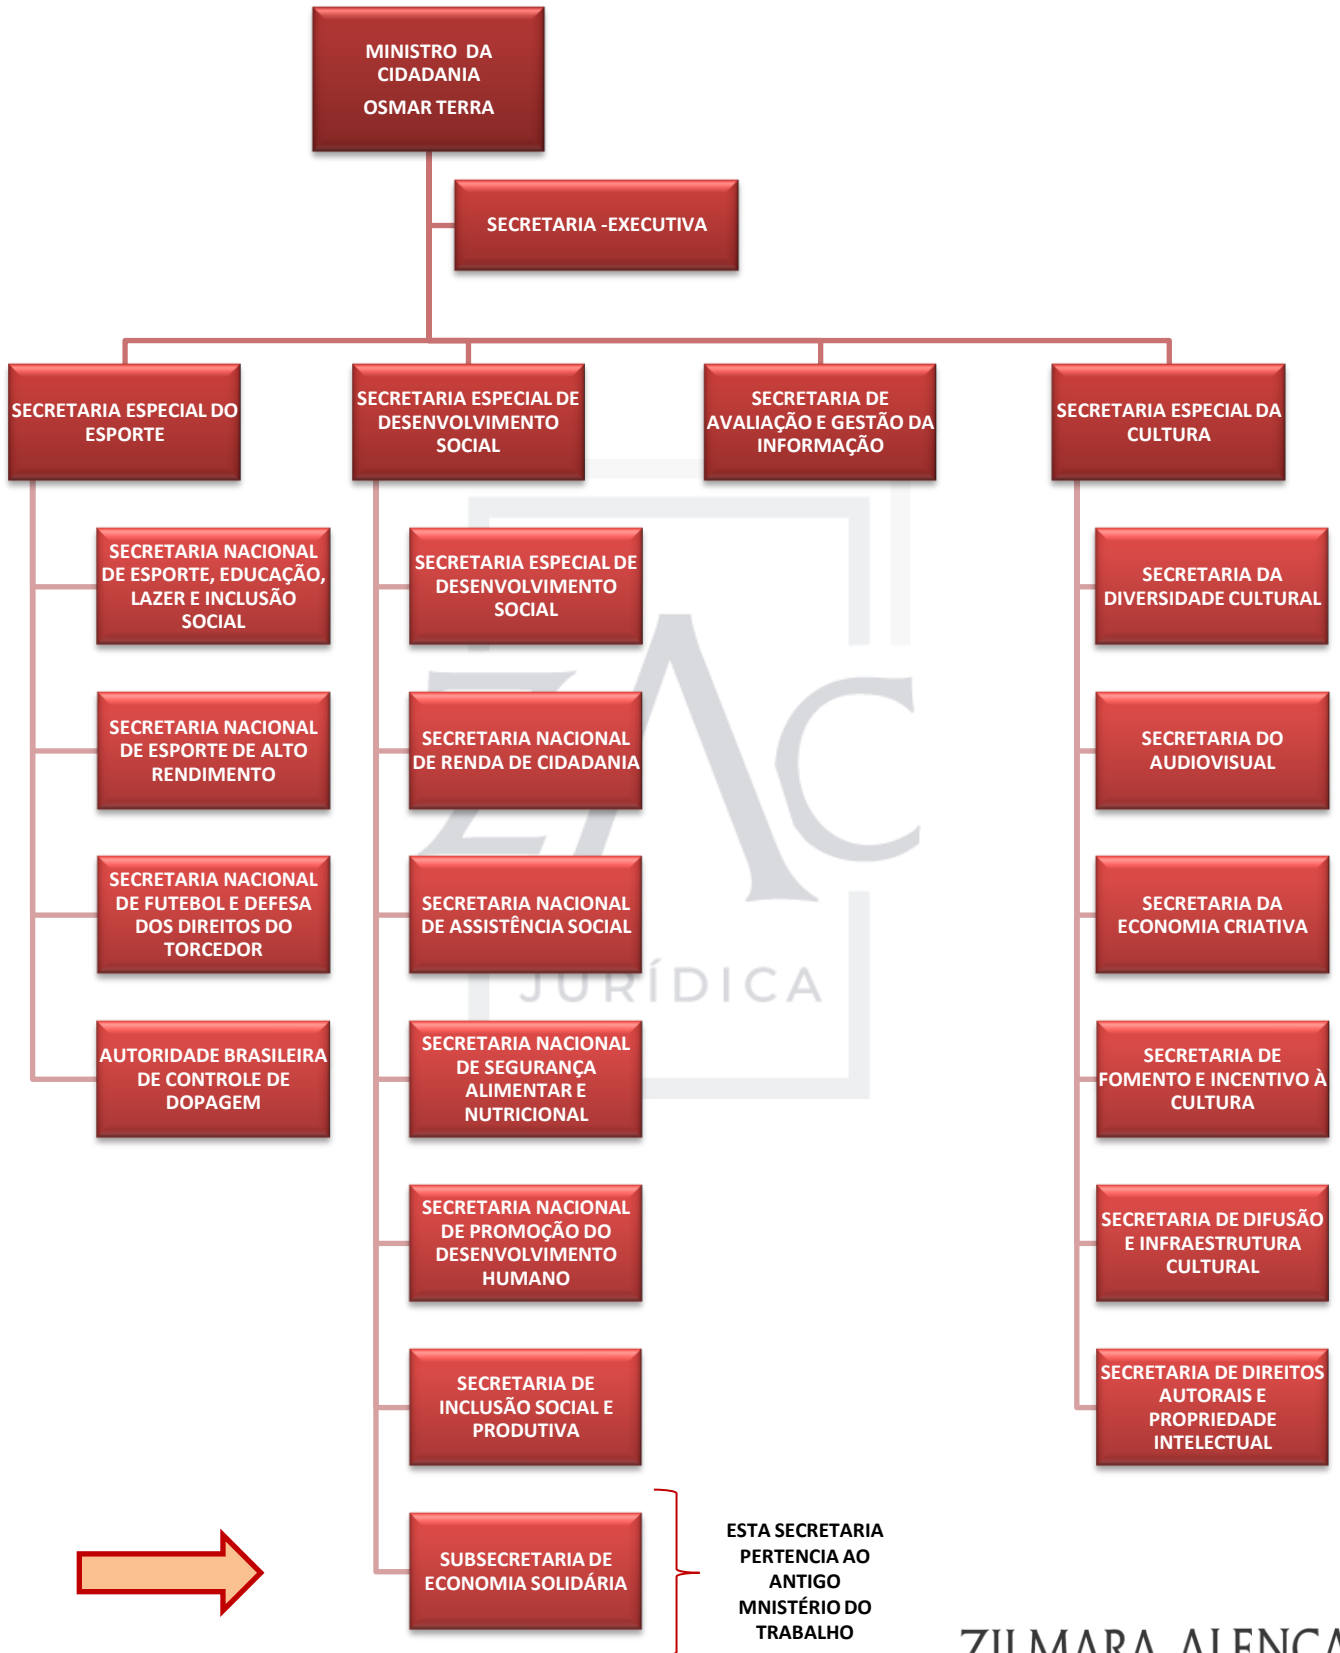 MINISTRO DA
CIDADANIA
OSMAR TERRA
SECRETARIA -EXECUTIVA
SECRETARIA ESPECIAL DO
ESPORTE
SECRETARIA ESPECIAL DE
DESENVOLVIMENTO
SOCIAL
SECRETARIA DE
AVALIAÇÃO E GESTÃO DA
INFORMAÇÃO
SECRETARIA ESPECIAL DA
CULTURA
SECRETARIA NACIONAL
DE ESPORTE, EDUCAÇÃO,
LAZER E INCLUSÃO
SOCIAL
SECRETARIA NACIONAL
DE ESPORTE DE ALTO
RENDIMENTO
SECRETARIA NACIONAL
DE FUTEBOL E DEFESA
DOS DIREITOS DO
TORCEDOR
AUTORIDADE BRASILEIRA
DE CONTROLE DE
DOPAGEM
SECRETARIA ESPECIAL DE
DESENVOLVIMENTO
SOCIAL
SECRETARIA NACIONAL
DE RENDA DE CIDADANIA
SECRETARIA NACIONAL
DE ASSISTÊNCIA SOCIAL
SECRETARIA NACIONAL
DE SEGURANÇA
ALIMENTAR E
NUTRICIONAL
SECRETARIA NACIONAL
DE PROMOÇÃO DO
DESENVOLVIMENTO
HUMANO
SECRETARIA DE
INCLUSÃO SOCIAL E
PRODUTIVA
SUBSECRETARIA DE
ECONOMIA SOLIDÁRIA
ESTA SECRETARIA
PERTENCIA AO
ANTIGO
MNISTÉRIO DO
TRABALHO
SECRETARIA DA
DIVERSIDADE CULTURAL
SECRETARIA DO
AUDIOVISUAL
SECRETARIA DA
ECONOMIA CRIATIVA
SECRETARIA DE
FOMENTO E INCENTIVO À
CULTURA
SECRETARIA DE DIFUSÃO
E INFRAESTRUTURA
CULTURAL
SECRETARIA DE DIREITOS
AUTORAIS E
PROPRIEDADE
INTELECTUAL
ZAC
JURÍDICA
ZILMARA ALENCA